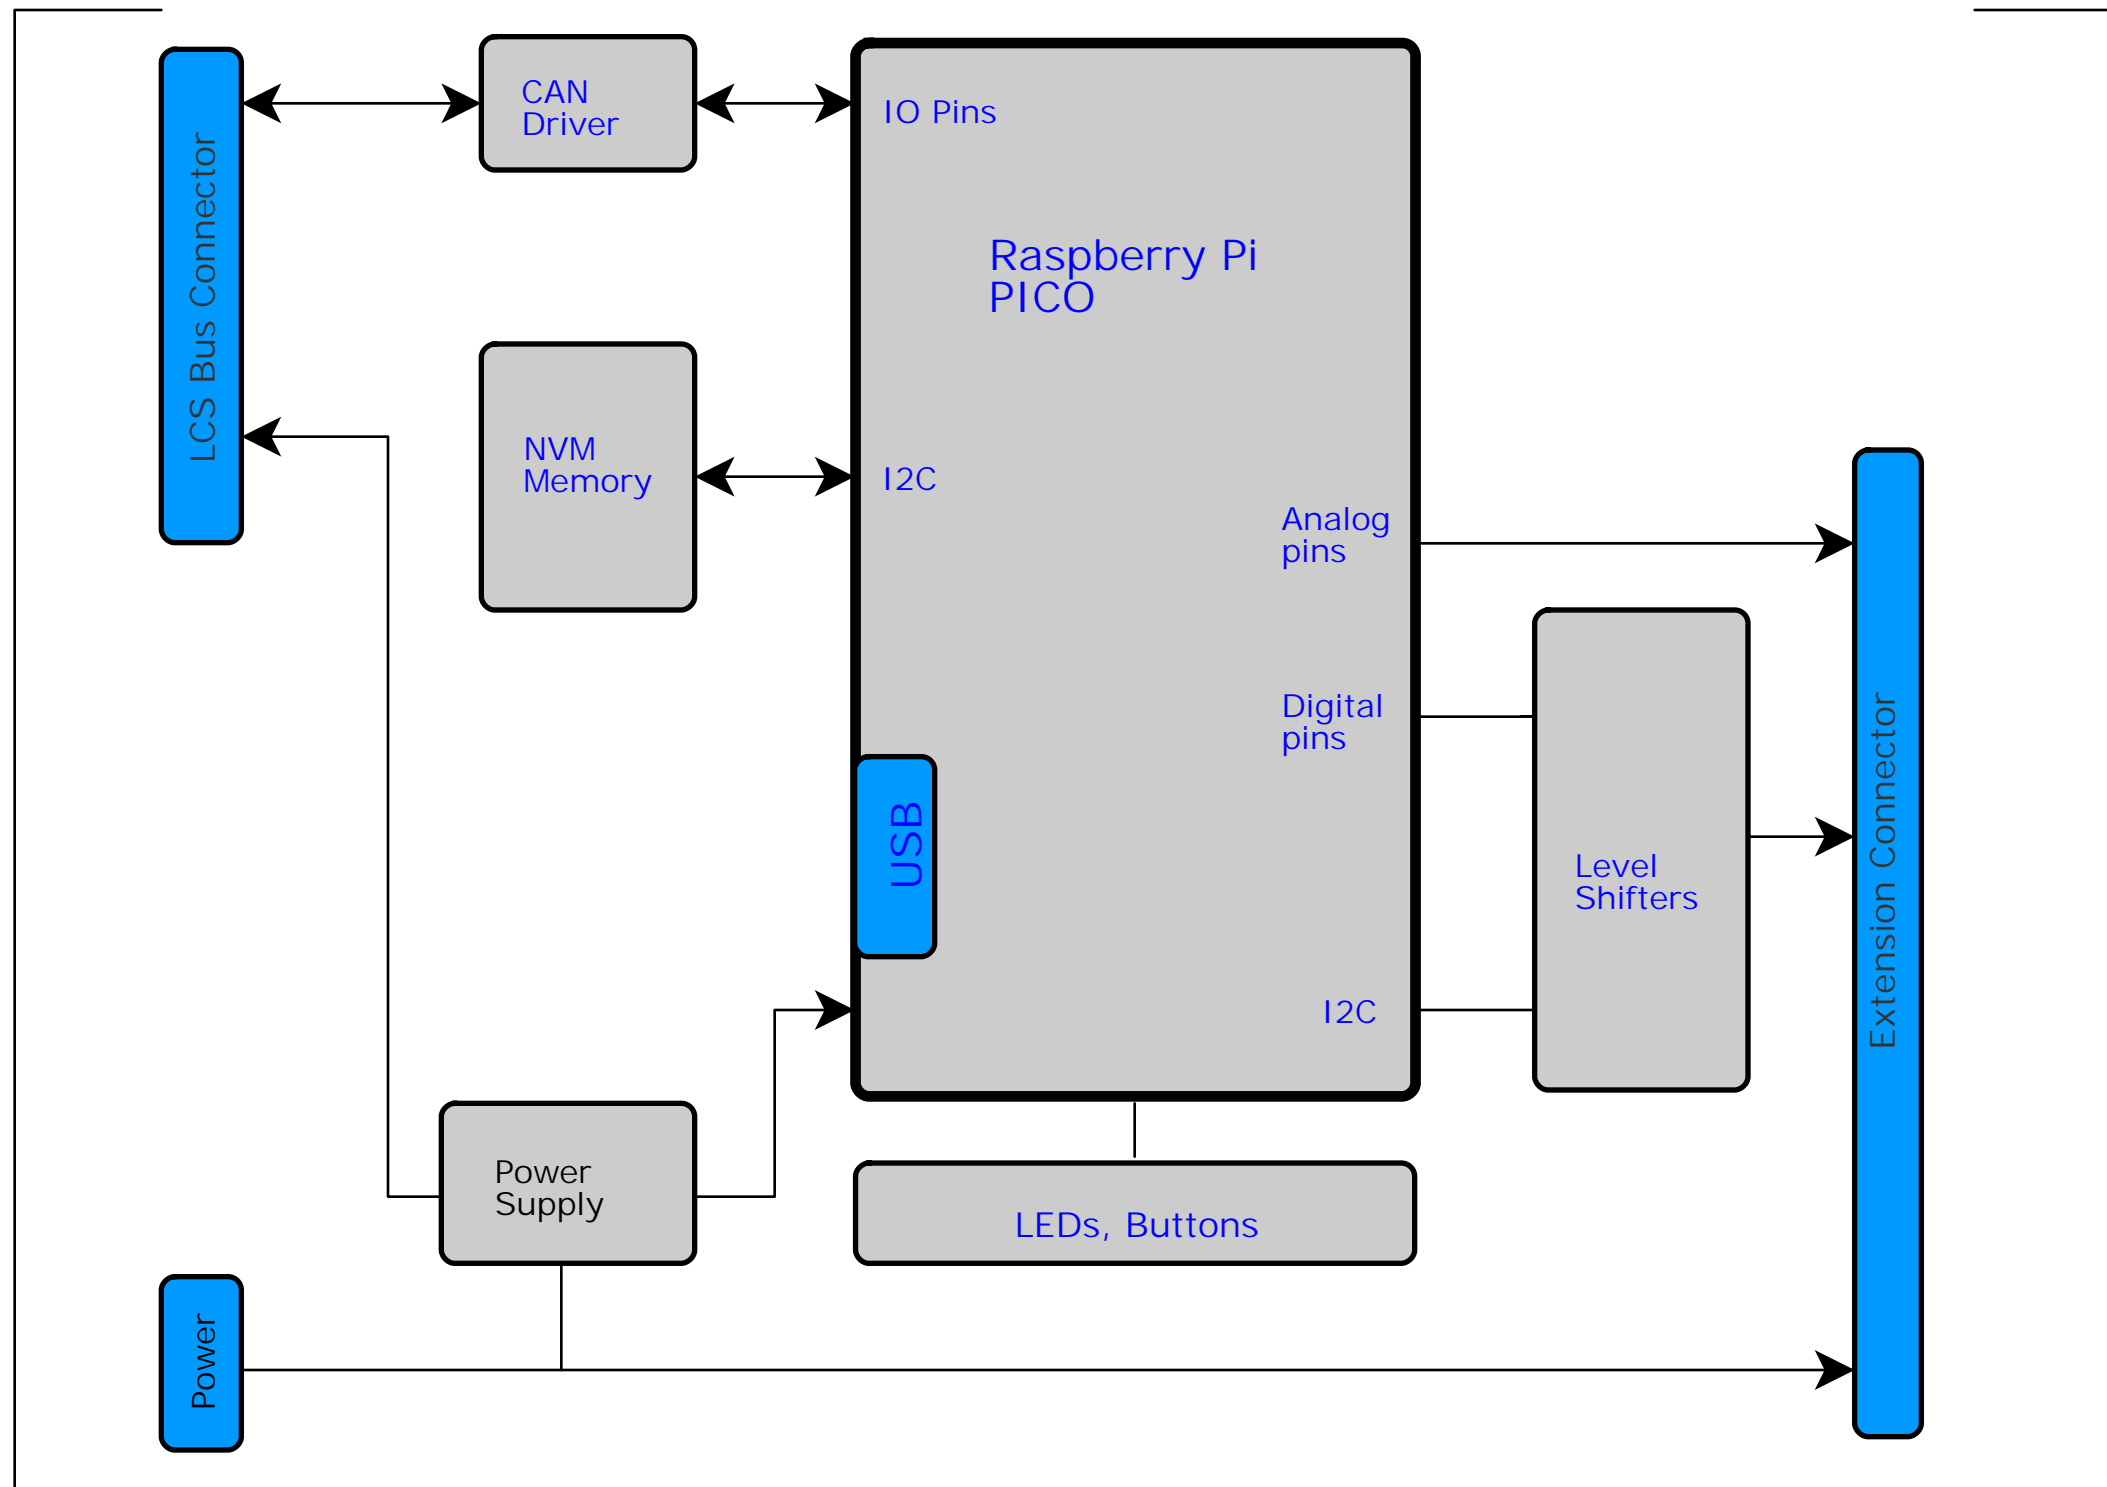 CAN
Driver
IO Pins
LCS Bus Connector
Raspberry Pi
PICO
NVM
Memory
I2C
Analog
pins
Digital
pins
USB
Level
Shifters
Extension Connector
I2C
Power
Supply
LEDs, Buttons
Power